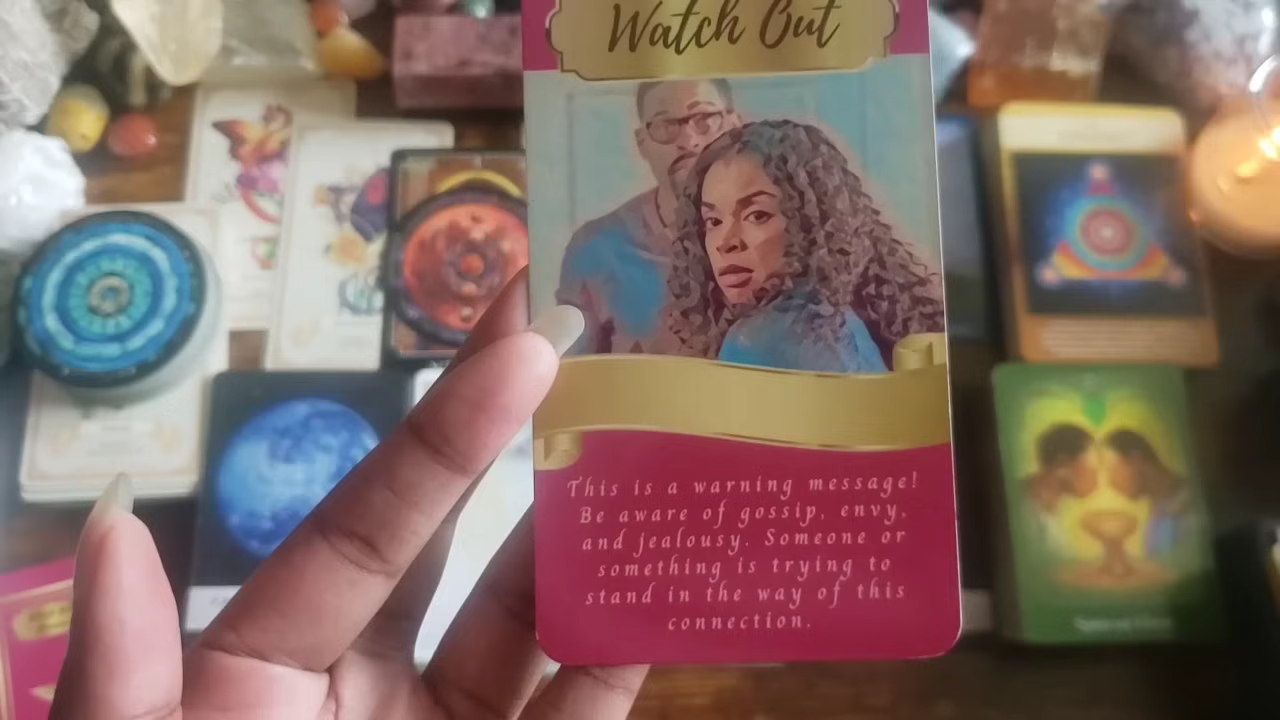 Watch Out
This is a warning message!
Be aware of gossip, envy,
and jealousy. Someone or
something is trying to
stand in the way of this
connection.